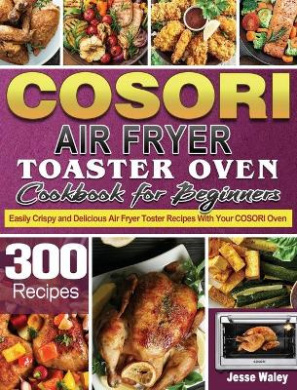 COSORI
AIR FRYER
TOASTER OVEN
Cookbook for Beginners
Easily Crispy and Delicious Air Fryer Toster Recipes With Your COSORI Oven
300
Recipes
Jesse Waley